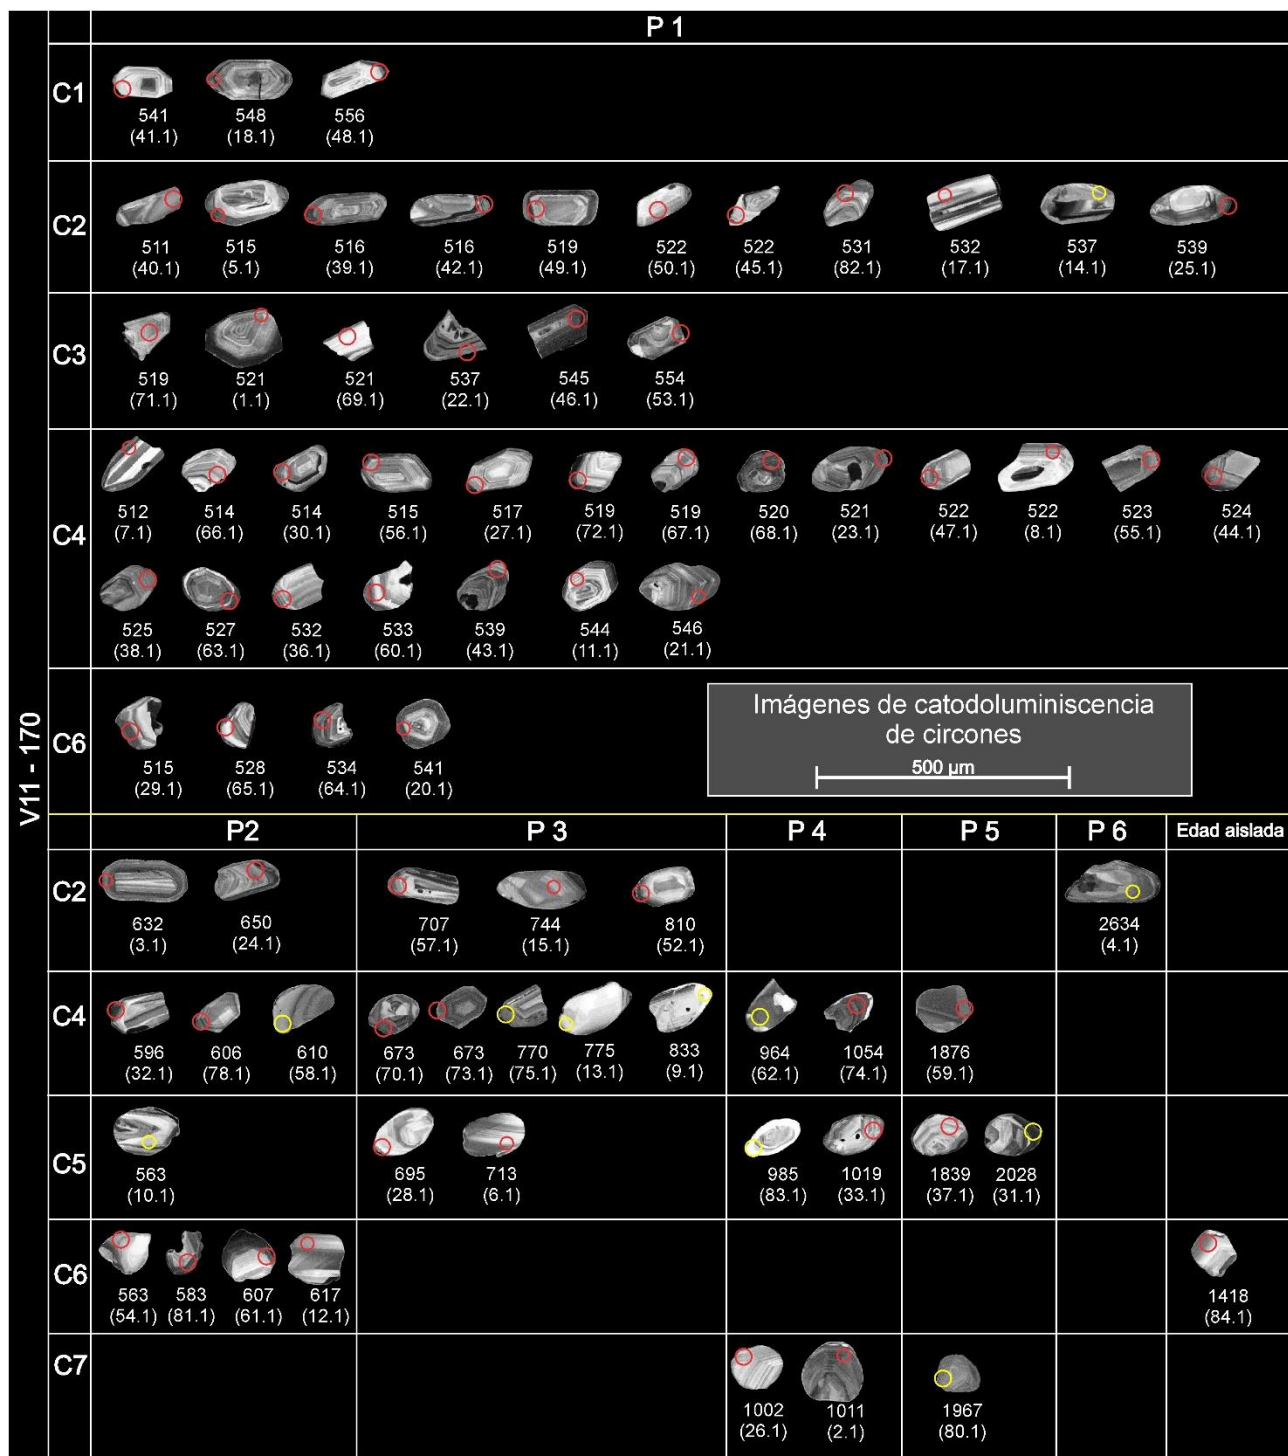 P 1
C1
541 548 556
(41.1) (18.1) (48.1)
C2
511 515 516 516 519 522 522 531 532 537 539
(40.1) (5.1) (39.1) (42.1) (49.1) (50.1) (45.1) (82.1) (17.1) (14.1) (25.1)
C3
519 521 521 537 545 554
(71.1) (1.1) (69.1) (22.1) (46.1) (53.1)
C4
512 514 514 515 517 519 519 520 521 522 522 523 524
(7.1) (66.1) (30.1) (56.1) (27.1) (72.1) (67.1) (68.1) (23.1) (47.1) (8.1) (55.1) (44.1)
525 527 532 533 539 544 546
(38.1) (63.1) (36.1) (60.1) (43.1) (11.1) (21.1)
C6
515 528 534 541
(29.1) (65.1) (64.1) (20.1)
Imágenes de catodoluminiscencia
de circones
500 µm
V11 - 170
P2 P 3 P 4 P 5 P 6 Edad aislada
C2
632 650 707 744 810 2634
(3.1) (24.1) (57.1) (15.1) (52.1) (4.1)
C4
596 606 610 673 673 770 775 833 964 1054 1876
(32.1) (78.1) (58.1) (70.1) (73.1) (75.1) (13.1) (9.1) (62.1) (74.1) (59.1)
C5
563 695 713 985 1019 1839 2028
(10.1) (28.1) (6.1) (83.1) (33.1) (37.1) (31.1)
C6
563 583 607 617 1418
(54.1) (81.1) (61.1) (12.1) (84.1)
C7
1002 1011 1967
(26.1) (2.1) (80.1)